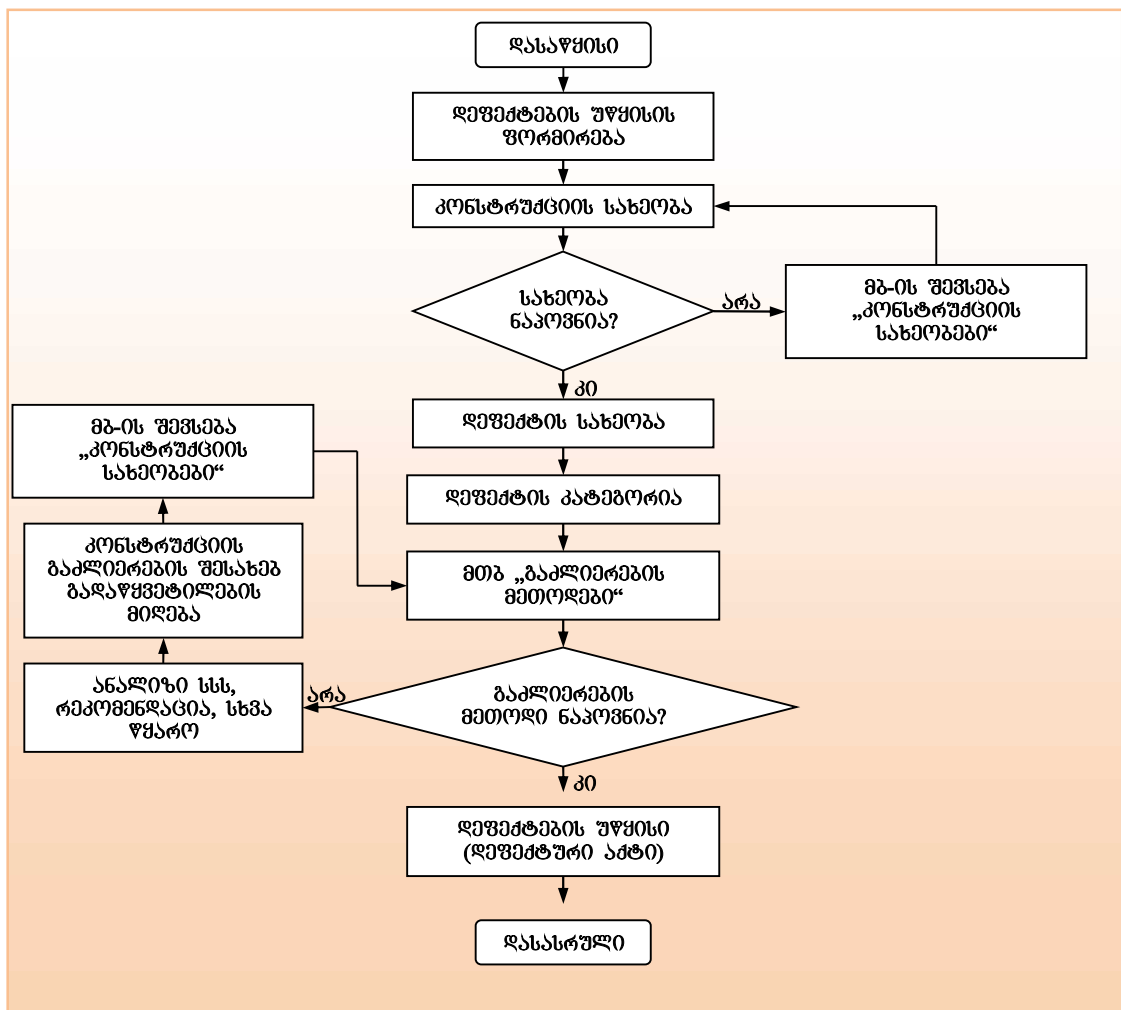 დასაწყისი
დეფექტების უწყისის
ფორმირება
კონსტრუქციის სახეობა
სახეობა
ნაპოვნია?
არა
მბ-ის შევსება
„კონსტრუქციის
სახეობები“
კი
დეფექტის სახეობა
მბ-ის შევსება
„კონსტრუქციის
სახეობები“
დეფექტის კატეგორია
კონსტრუქციის
გაძლიერების შესახებ
გადაწყვეტილების
მიღება
მთბ „გაძლიერების
მეთოდები“
ანალიზი სსს,
რეკომენდაცია, სხვა
წყარო
არა
გაძლიერების
მეთოდი ნაპოვნია?
კი
დეფექტების უწყისი
(დეფექტური აქტი)
დასასრული